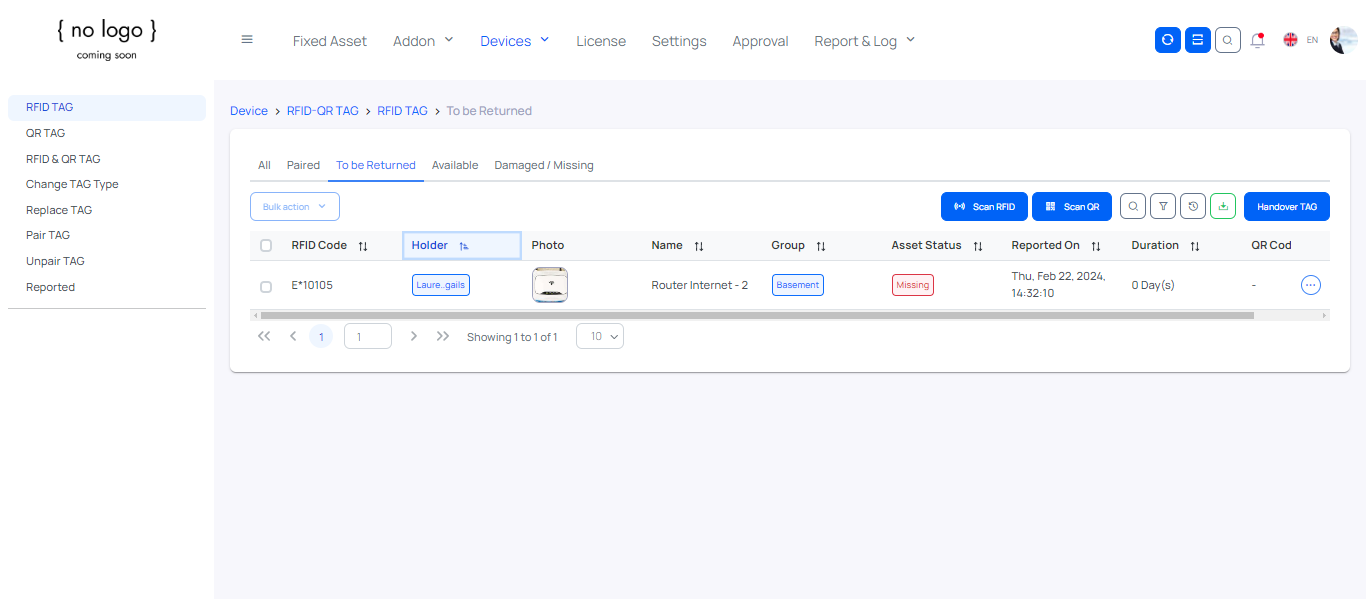 { no logo }
coming soon
Fixed Asset Addon Devices License Settings Approval Report & Log EN
RFID TAG
QR TAG
RFID & QR TAG
Change TAG Type
Replace TAG
Pair TAG
Unpair TAG
Reported
Device > RFID-QR TAG > RFID TAG > To be Returned
All Paired To be Returned Available Damaged / Missing
Bulk action Scan RFID Scan QR Handover TAG
RFID Code Holder Photo Name Group Asset Status Reported On Duration QR Cod
E*10105 Laure..gails Router Internet - 2 Basement Missing Thu, Feb 22, 2024, 14:32:10 0 Day(s) -
1 1 Showing 1 to 1 of 1 10